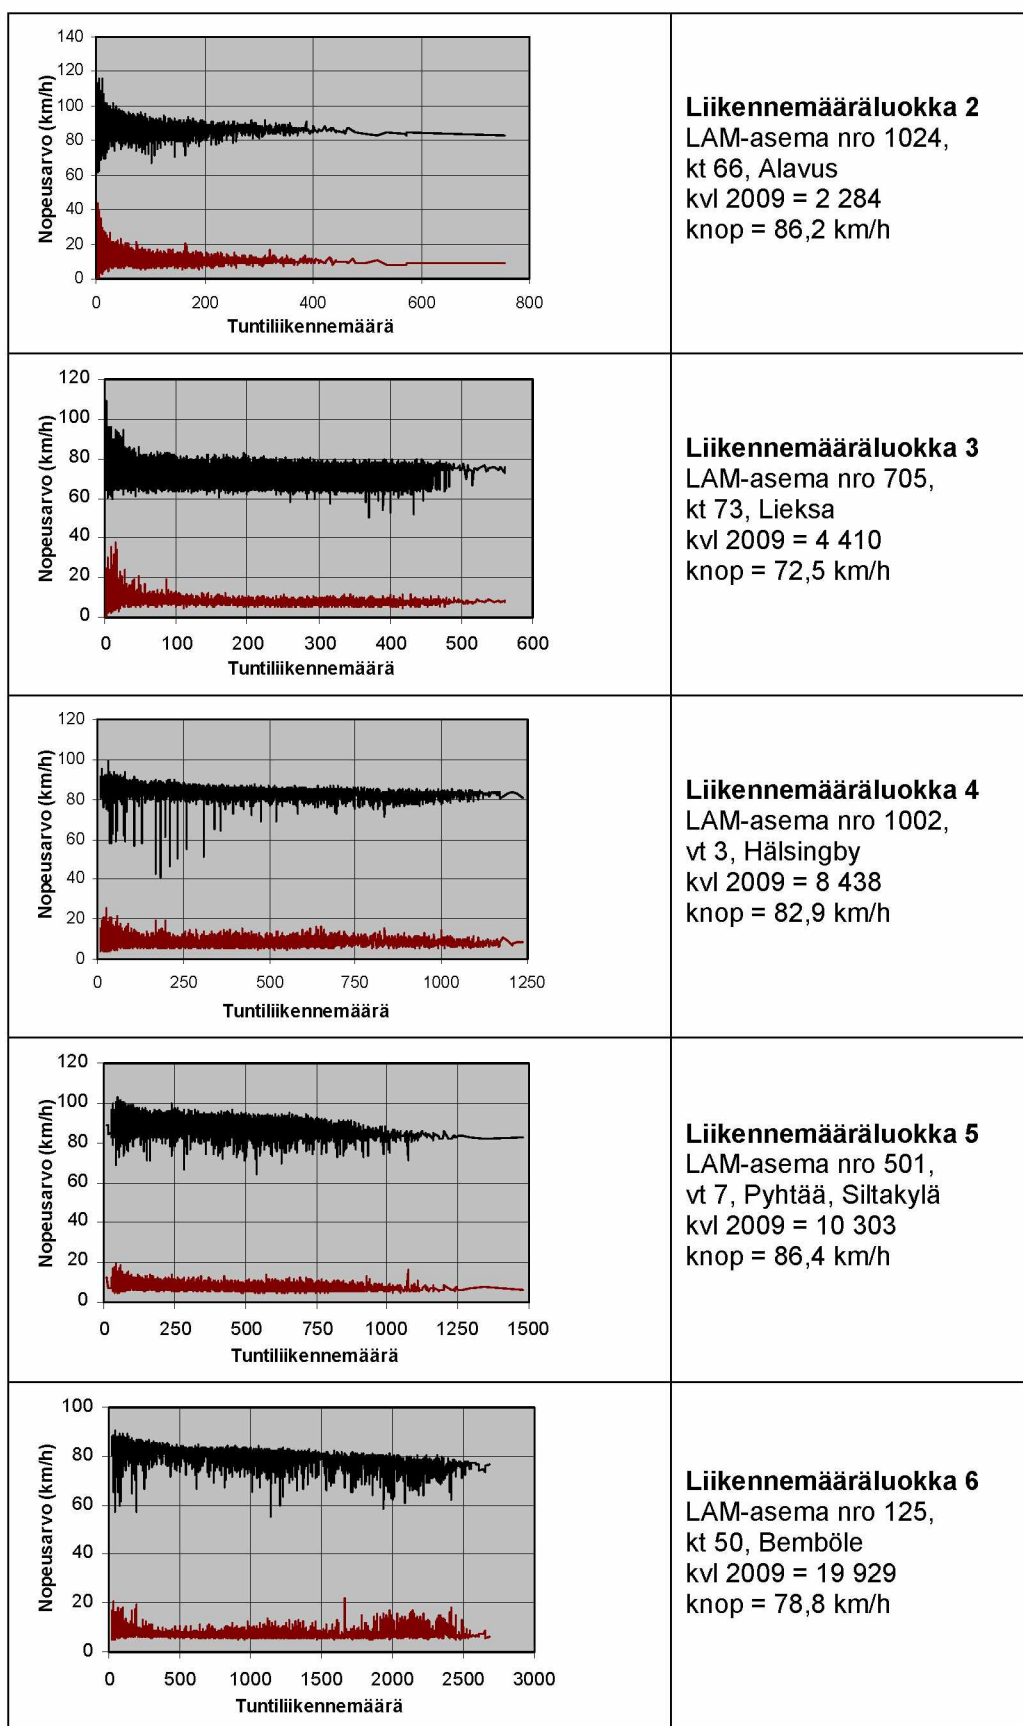 140
120
100
80
60
40
20
0
Nopeusarvo (km/h)
0 200 400 600 800
Tuntiliikennemäärä
Liikennemääräluokka 2
LAM-asema nro 1024,
kt 66, Alavus
kvl 2009 = 2 284
knop = 86,2 km/h
120
100
80
60
40
20
0
Nopeusarvo (km/h)
0 100 200 300 400 500 600
Tuntiliikennemäärä
Liikennemääräluokka 3
LAM-asema nro 705,
kt 73, Lieksa
kvl 2009 = 4 410
knop = 72,5 km/h
120
100
80
60
40
20
0
Nopeusarvo (km/h)
0 250 500 750 1000 1250
Tuntiliikennemäärä
Liikennemääräluokka 4
LAM-asema nro 1002,
vt 3, Hälsingby
kvl 2009 = 8 438
knop = 82,9 km/h
120
100
80
60
40
20
0
Nopeusarvo (km/h)
0 250 500 750 1000 1250 1500
Tuntiliikennemäärä
Liikennemääräluokka 5
LAM-asema nro 501,
vt 7, Pyhtää, Siltakylä
kvl 2009 = 10 303
knop = 86,4 km/h
100
80
60
40
20
0
Nopeusarvo (km/h)
0 500 1000 1500 2000 2500 3000
Tuntiliikennemäärä
Liikennemääräluokka 6
LAM-asema nro 125,
kt 50, Bemböle
kvl 2009 = 19 929
knop = 78,8 km/h